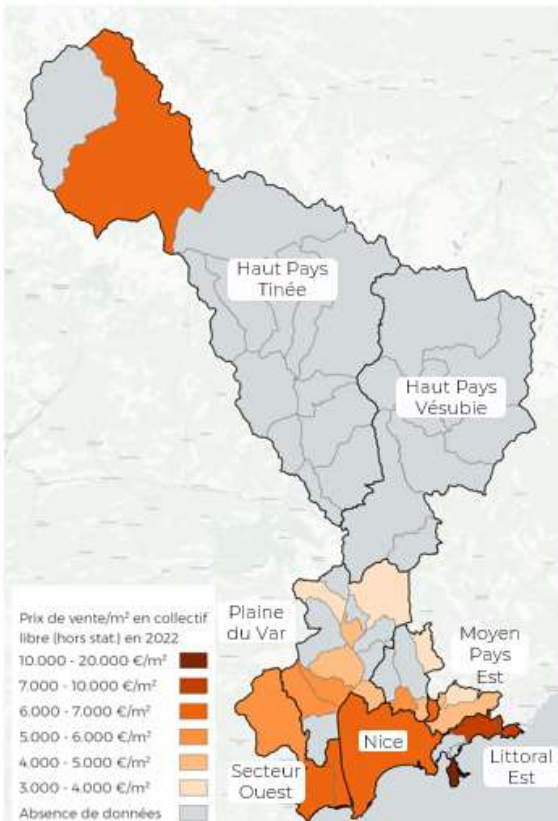 Haut Pays
Tinée
Haut Pays
Vésubie
Plaine
du Var
Moyen
Pays
Est
Nice
Littoral
Est
Secteur
Ouest
Prix de vente/m² en collectif
libre (hors stat.) en 2022
10.000 - 20.000 €/m²
7.000 - 10.000 €/m²
6.000 - 7.000 €/m²
5.000 - 6.000 €/m²
4.000 - 5.000 €/m²
3.000 - 4.000 €/m²
Absence de données